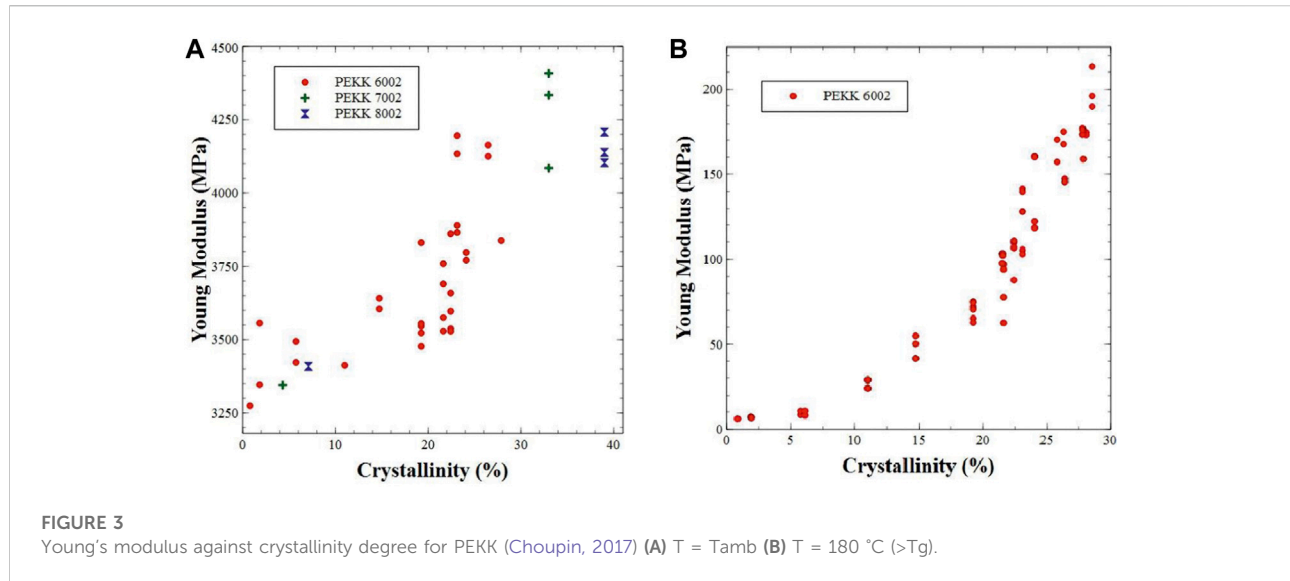 A
4500
4250
4000
3750
3500
3250
Young Modulus (MPa)
PEKK 6002
PEKK 7002
PEKK 8002
0 10 20 30 40
Crystallinity (%)
B
200
150
100
50
0
Young Modulus (MPa)
PEKK 6002
0 5 10 15 20 25 30
Crystallinity (%)
FIGURE 3
Young's modulus against crystallinity degree for PEKK (Choupin, 2017) (A) T = Tamb (B) T = 180 °C (>Tg).